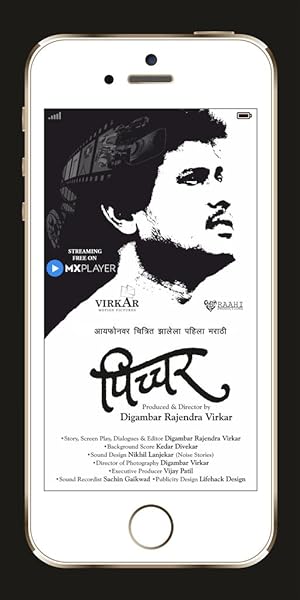 STREAMING
FREE ON
MXPLAYER
VIRKAR
MOTION PICTURES
RAAHI
आयफोनवर चित्रित झालेला पहिला मराठी
पिच्चर
Produced & Director by
Digambar Rajendra Virkar
•Story, Screen Play, Dialogues & Editor Digambar Rajendra Virkar
•Background Score Kedar Divekar
•Sound Design Nikhil Lanjekar (Noise Stories)
•Director of Photography Digambar Virkar
•Executive Producer Vijay Patil
•Sound Recordist Sachin Gaikwad •Publicity Design Lifehack Design